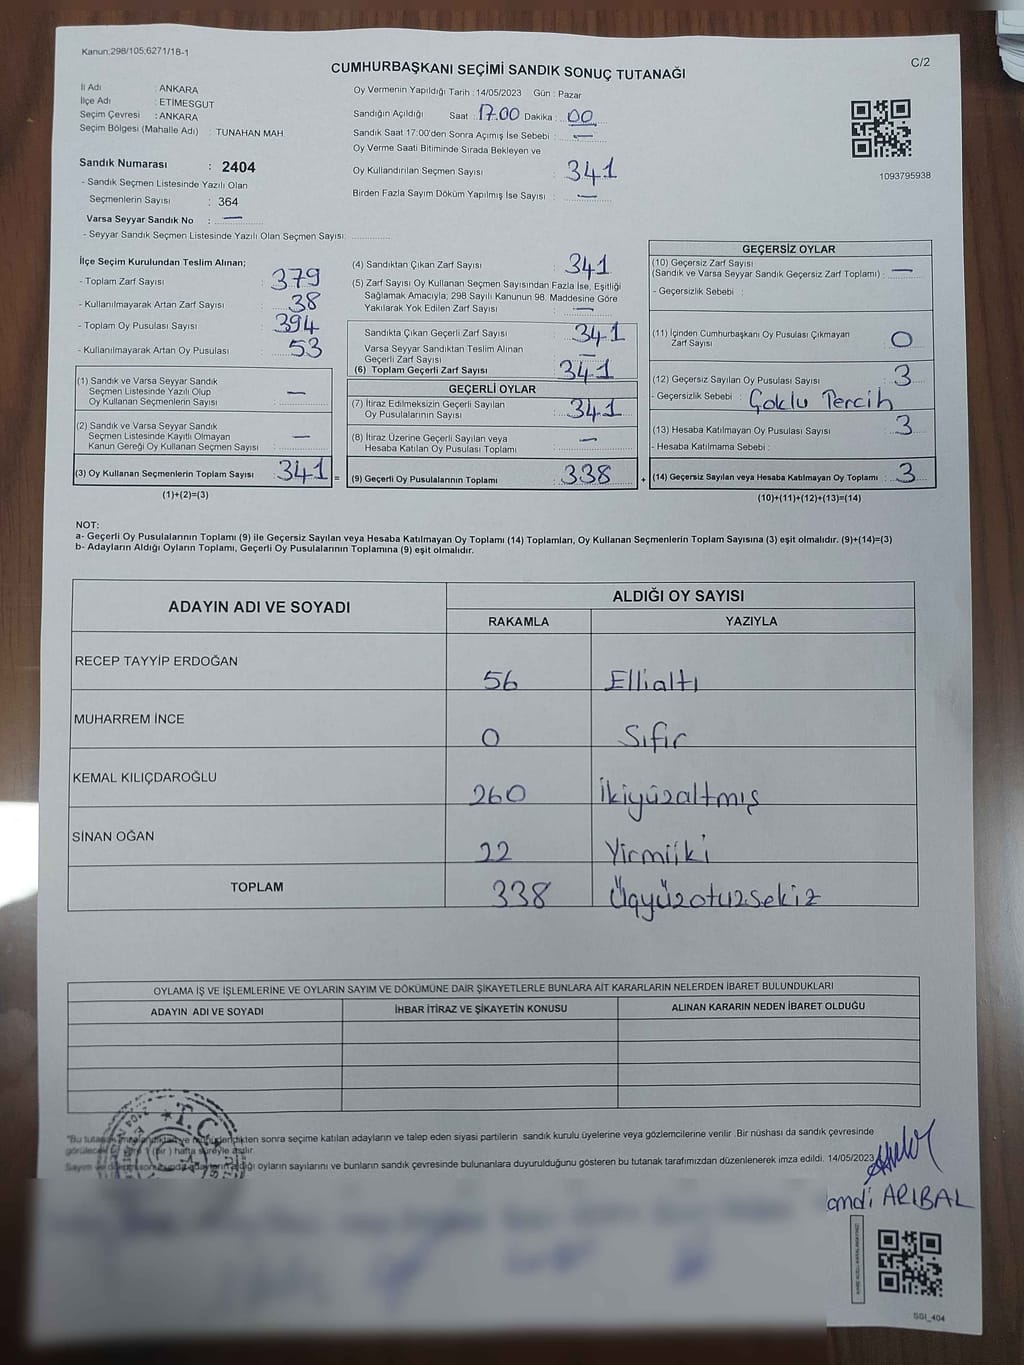 Kanun;298/105;6271/18-1
C/2
CUMHURBAŞKANI SEÇİMİ SANDIK SONUÇ TUTANAĞI
İl Adı : ANKARA
İlçe Adı : ETİMESGUT
Seçim Çevresi : ANKARA
Seçim Bölgesi (Mahalle Adı) : TUNAHAN MAH.
Sandık Numarası : 2404
- Sandık Seçmen Listesinde Yazılı Olan
Seçmenlerin Sayısı : 364
Varsa Seyyar Sandık No : —
- Seyyar Sandık Seçmen Listesinde Yazılı Olan Seçmen Sayısı: ..............
Oy Vermenin Yapıldığı Tarih : 14/05/2023 Gün : Pazar
Sandığın Açıldığı Saat : 17.00 Dakika : 00
Sandık Saat 17:00'den Sonra Açımış İse Sebebi : —
Oy Verme Saati Bitiminde Sırada Bekleyen ve
Oy Kullandırılan Seçmen Sayısı : 341
Birden Fazla Sayım Döküm Yapılmış İse Sayısı : —
1093795938
İlçe Seçim Kurulundan Teslim Alınan;
- Toplam Zarf Sayısı : 379
- Kullanılmayarak Artan Zarf Sayısı : 38
- Toplam Oy Pusulası Sayısı : 394
- Kullanılmayarak Artan Oy Pusulası : 53
(1) Sandık ve Varsa Seyyar Sandık
Seçmen Listesinde Yazılı Olup
Oy Kullanan Seçmenlerin Sayısı : —
(2) Sandık ve Varsa Seyyar Sandık
Seçmen Listesinde Kayıtlı Olmayan
Kanun Gereği Oy Kullanan Seçmen Sayısı : —
(3) Oy Kullanan Seçmenlerin Toplam Sayısı : 341 =
(1)+(2)=(3)
(4) Sandıktan Çıkan Zarf Sayısı : 341
(5) Zarf Sayısı Oy Kullanan Seçmen Sayısından Fazla İse, Eşitliği
Sağlamak Amacıyla; 298 Sayılı Kanunun 98. Maddesine Göre
Yakılarak Yok Edilen Zarf Sayısı : —
Sandıkta Çıkan Geçerli Zarf Sayısı : 341
Varsa Seyyar Sandıktan Teslim Alınan
Geçerli Zarf Sayısı : —
(6) Toplam Geçerli Zarf Sayısı : 341
GEÇERLİ OYLAR
(7) İtiraz Edilmeksizin Geçerli Sayılan
Oy Pusulalarının Sayısı : 341
(8) İtiraz Üzerine Geçerli Sayılan veya
Hesaba Katılan Oy Pusulası Toplamı : —
(9) Geçerli Oy Pusulalarının Toplamı : 338 +
GEÇERSİZ OYLAR
(10) Geçersiz Zarf Sayısı
(Sandık ve Varsa Seyyar Sandık Geçersiz Zarf Toplamı) : —
- Geçersizlik Sebebi :
(11) İçinden Cumhurbaşkanı Oy Pusulası Çıkmayan
Zarf Sayısı : 0
(12) Geçersiz Sayılan Oy Pusulası Sayısı : 3
- Geçersizlik Sebebi : Çoklu Tercih
(13) Hesaba Katılmayan Oy Pusulası Sayısı : 3
- Hesaba Katılmama Sebebi :
(14) Geçersiz Sayılan veya Hesaba Katılmayan Oy Toplamı : 3
(10)+(11)+(12)+(13)=(14)
NOT:
a- Geçerli Oy Pusulalarının Toplamı (9) ile Geçersiz Sayılan veya Hesaba Katılmayan Oy Toplamı (14) Toplamları, Oy Kullanan Seçmenlerin Toplam Sayısına (3) eşit olmalıdır. (9)+(14)=(3)
b- Adayların Aldığı Oyların Toplamı, Geçerli Oy Pusulalarının Toplamına (9) eşit olmalıdır.
ADAYIN ADI VE SOYADI ALDIĞI OY SAYISI
RAKAMLA YAZIYLA
RECEP TAYYİP ERDOĞAN 56 Ellialtı
MUHARREM İNCE 0 Sıfır
KEMAL KILIÇDAROĞLU 260 İkiyüzaltmış
SİNAN OĞAN 22 Yirmiiki
TOPLAM 338 Üçyüzotuzsekiz
OYLAMA İŞ VE İŞLEMLERİNE VE OYLARIN SAYIM VE DÖKÜMÜNE DAİR ŞİKAYETLERLE BUNLARA AİT KARARLARIN NELERDEN İBARET BULUNDUKLARI
ADAYIN ADI VE SOYADI İHBAR İTİRAZ VE ŞİKAYETİN KONUSU ALINAN KARARIN NEDEN İBARET OLDUĞU
"Bu sonra seçime katılan adayların ve talep eden siyasi partilerin sandık kurulu üyelerine veya gözlemcilerine verilir .Bir nüshası da sandık çevresinde
hafta süreyle asılır.
oyların sayılarını ve bunların sandık çevresinde bulunanlara duyurulduğunu gösteren bu tutanak tarafımızdan düzenlenerek imza edildi. 14/05/2023
T.C.
2404
ARIBAL
SSI_404